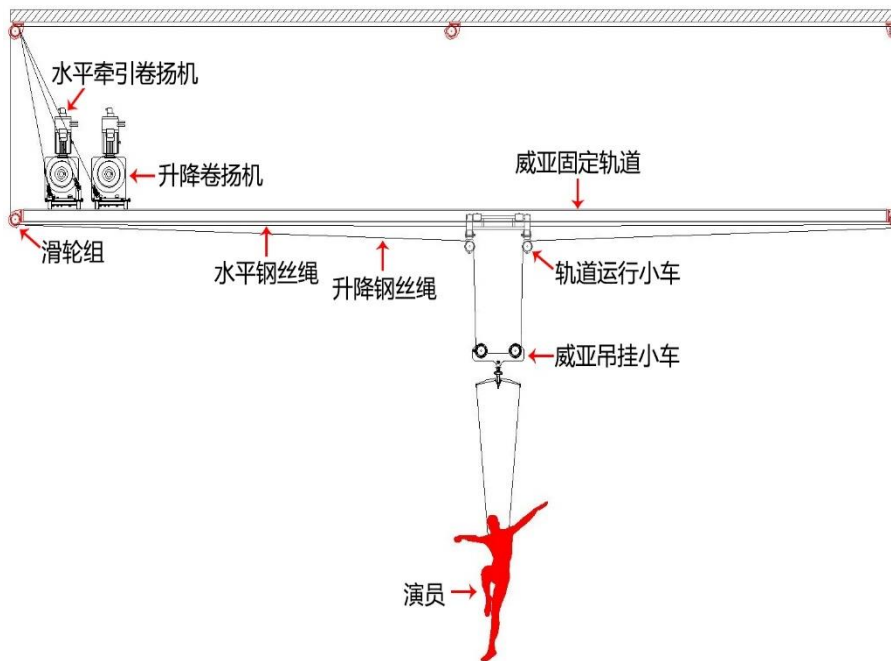 水平牵引卷扬机
升降卷扬机
威亚固定轨道
滑轮组
水平钢丝绳
升降钢丝绳
轨道运行小车
威亚吊挂小车
演员